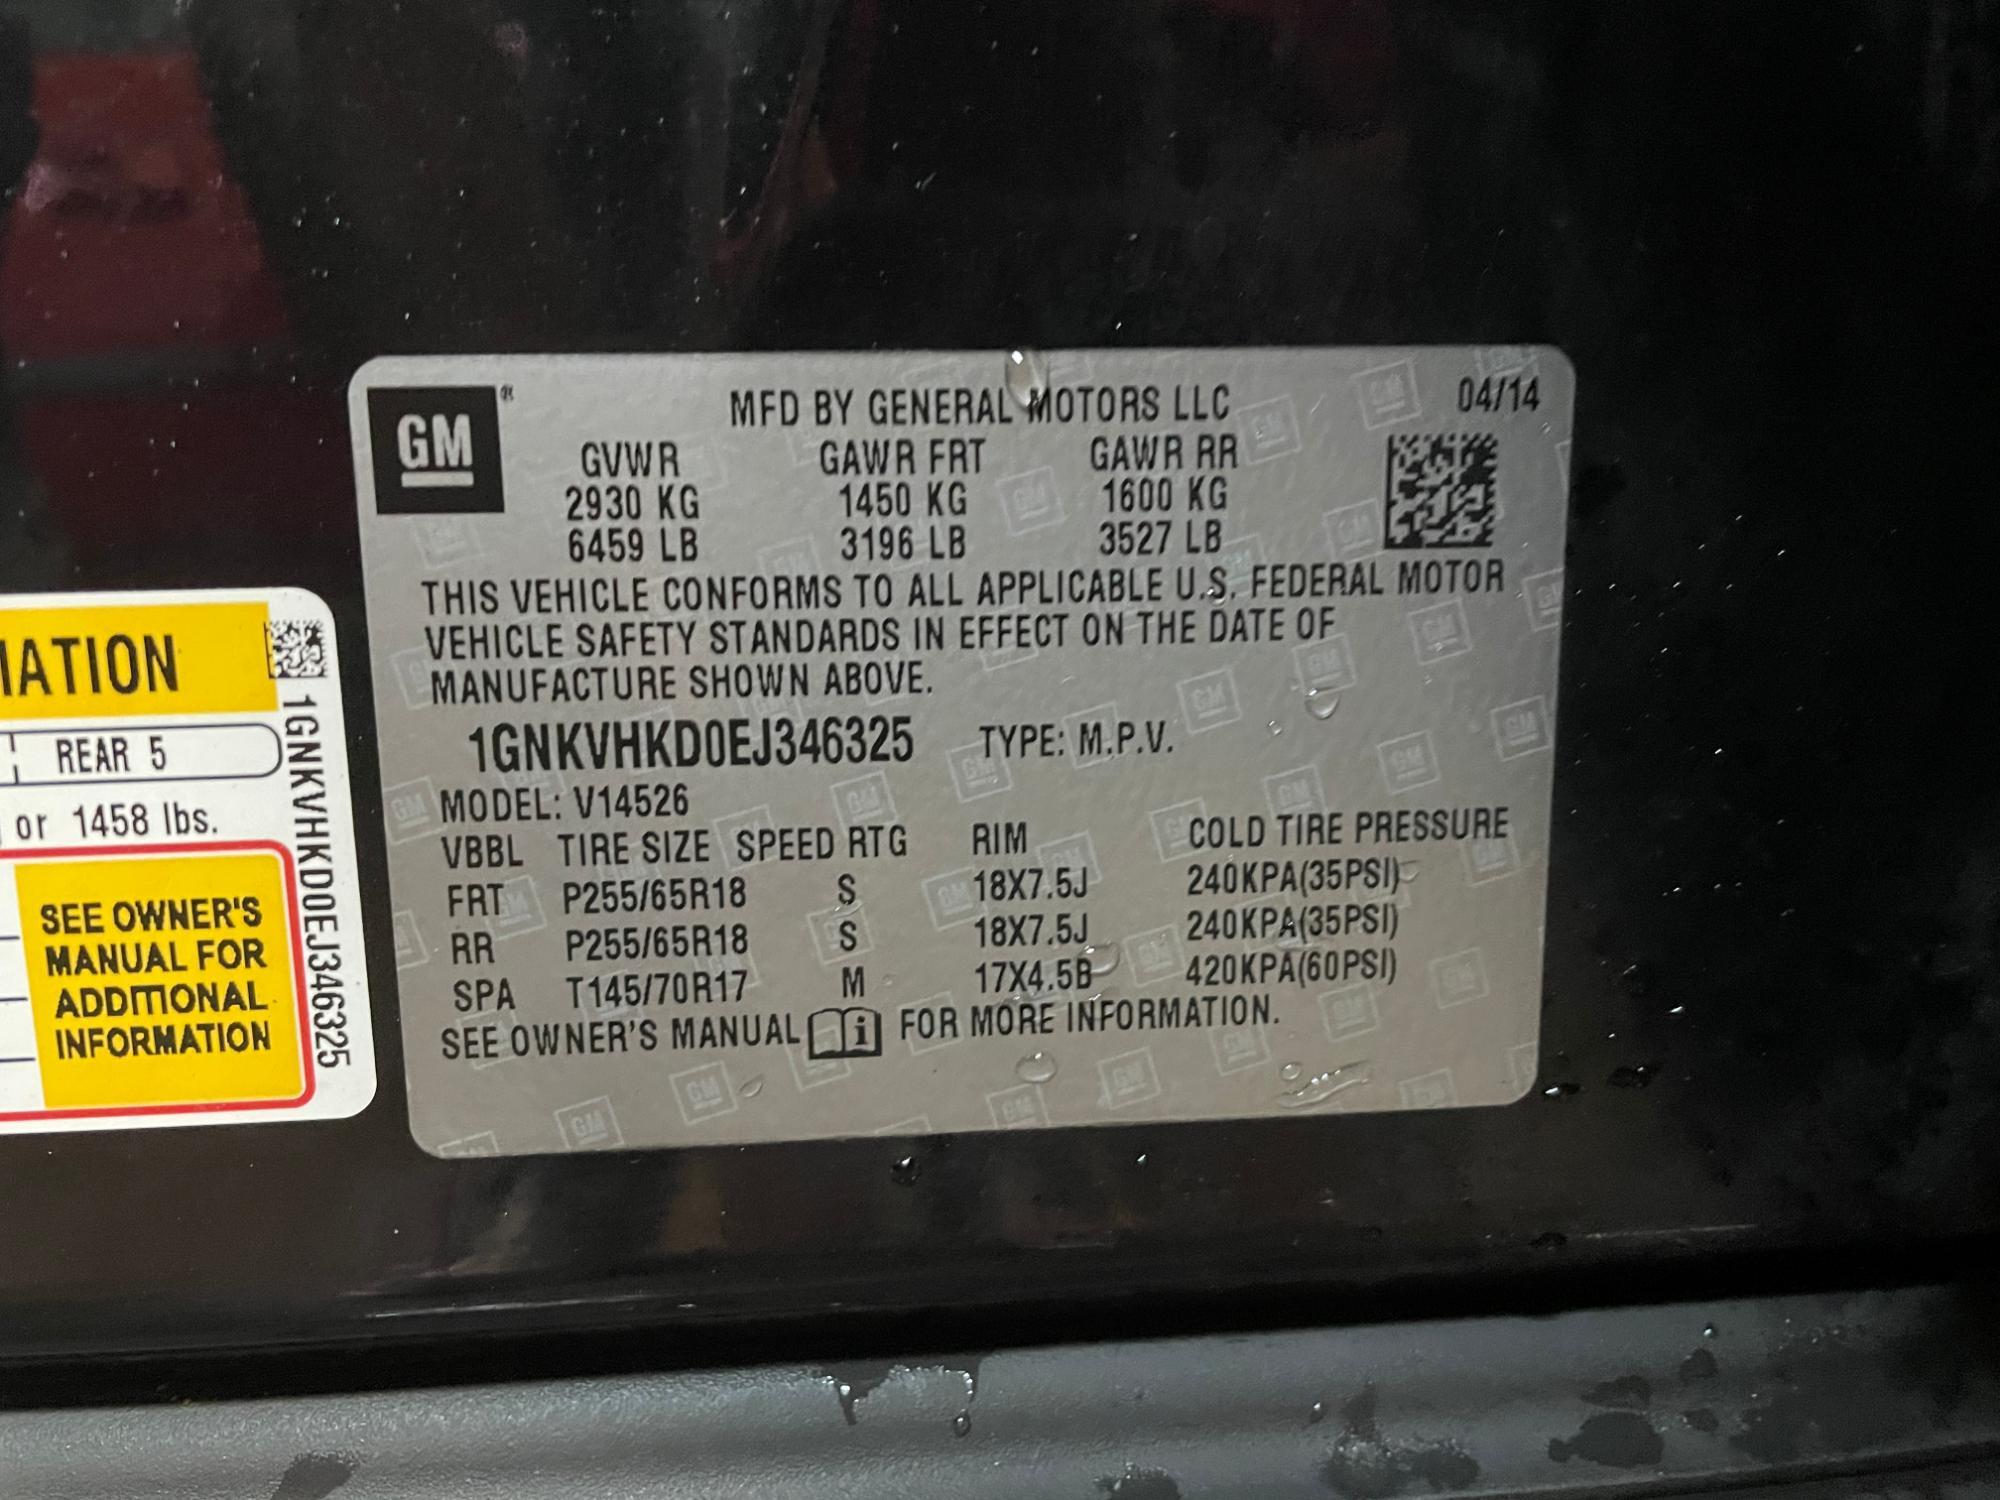 GM
MFD BY GENERAL MOTORS LLC 04/14
GVWR GAWR FRT GAWR RR
2930 KG 1450 KG 1600 KG
6459 LB 3196 LB 3527 LB
THIS VEHICLE CONFORMS TO ALL APPLICABLE U.S. FEDERAL MOTOR
VEHICLE SAFETY STANDARDS IN EFFECT ON THE DATE OF
MANUFACTURE SHOWN ABOVE.
1GNKVHKD0EJ346325 TYPE: M.P.V.
MODEL: V14526
VBBL TIRE SIZE SPEED RTG RIM COLD TIRE PRESSURE
FRT P255/65R18 S 18X7.5J 240KPA(35PSI)
RR P255/65R18 S 18X7.5J 240KPA(35PSI)
SPA T145/70R17 M 17X4.5B 420KPA(60PSI)
SEE OWNER'S MANUAL i FOR MORE INFORMATION.
MATION
REAR 5
or 1458 lbs.
SEE OWNER'S
MANUAL FOR
ADDITIONAL
INFORMATION
1GNKVHKD0EJ346325